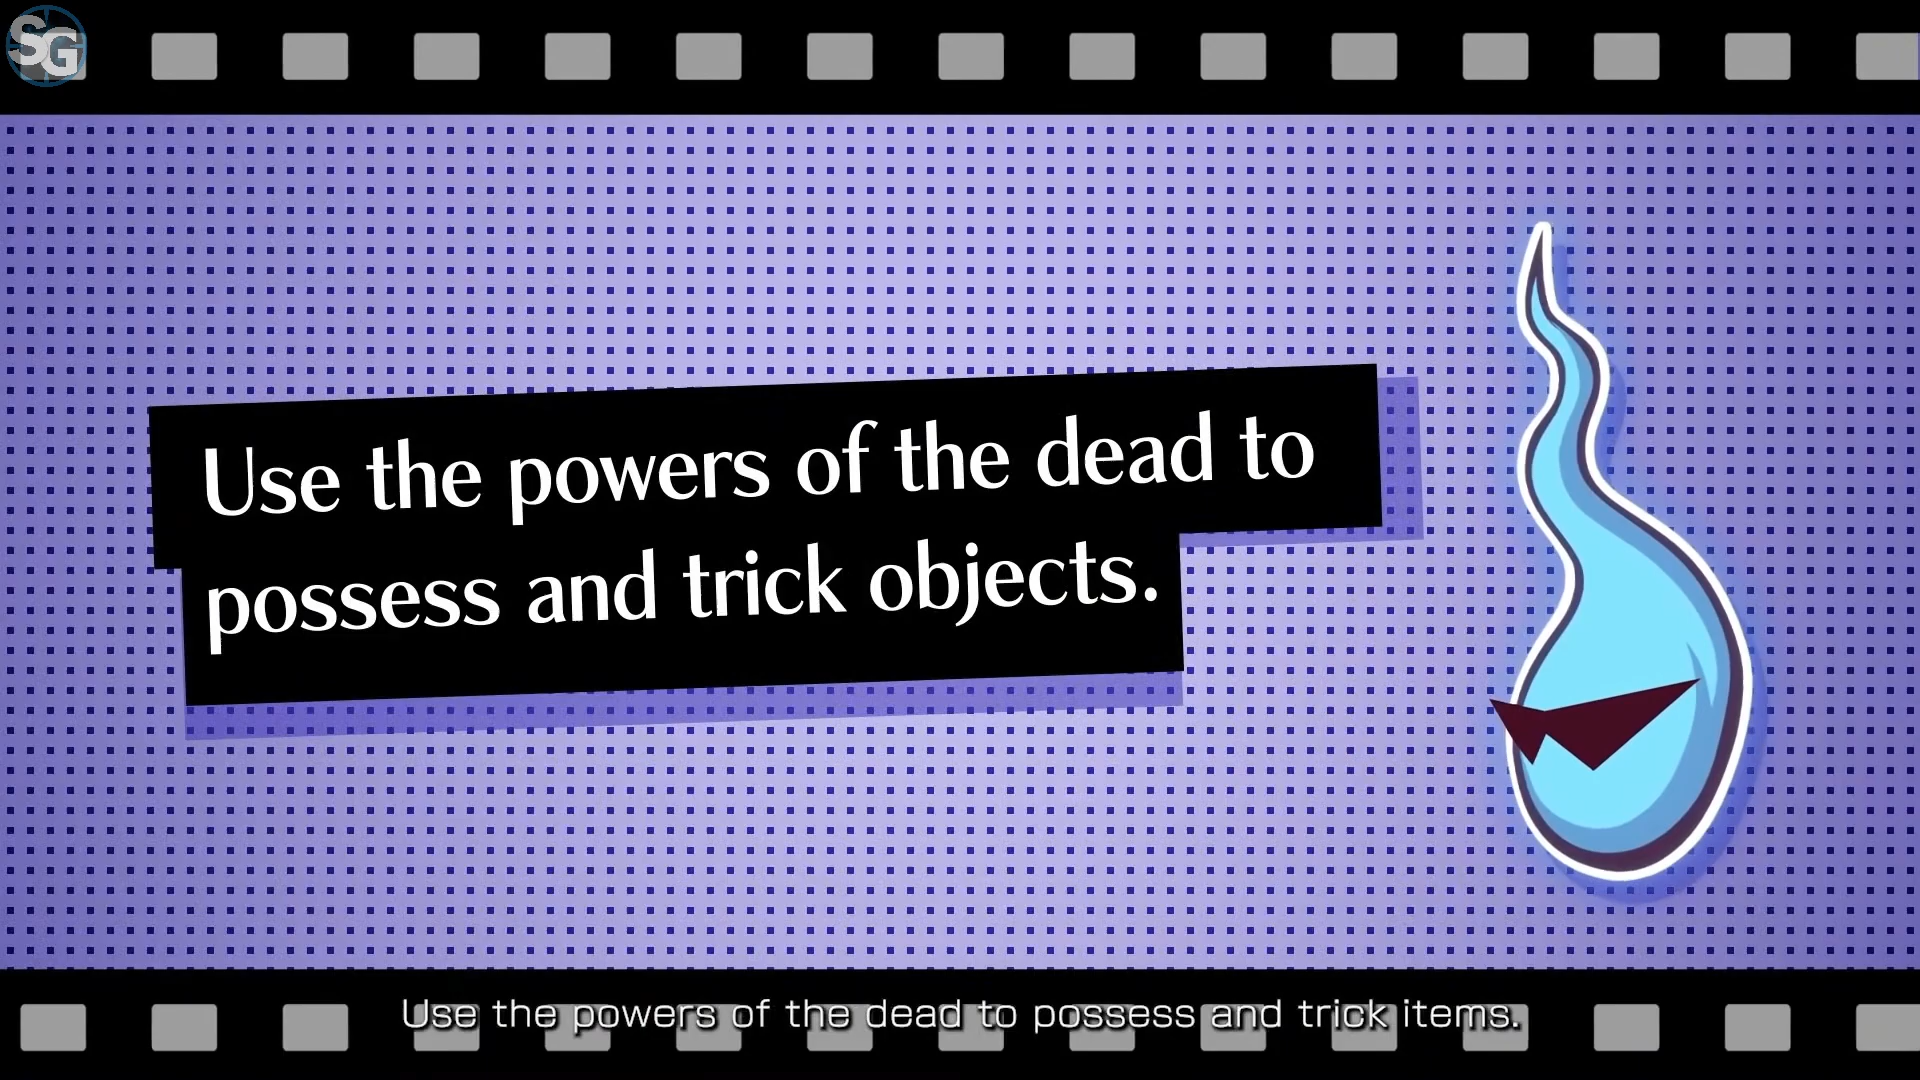 SG
Use the powers of the dead to
possess and trick objects.
Use the powers of the dead to possess and trick items.